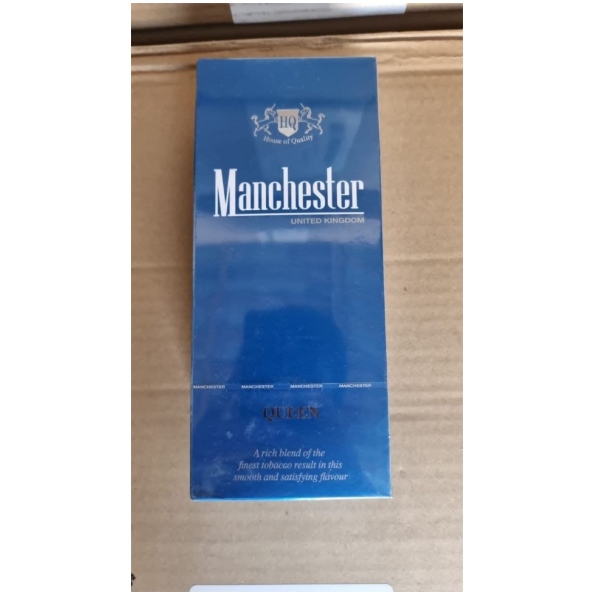 HQ
House of Quality
Manchester
UNITED KINGDOM
MANCHESTER MANCHESTER MANCHESTER MANCHESTER
QUEEN
A rich blend of the
finest tobacco result in this
smooth and satisfying flavour